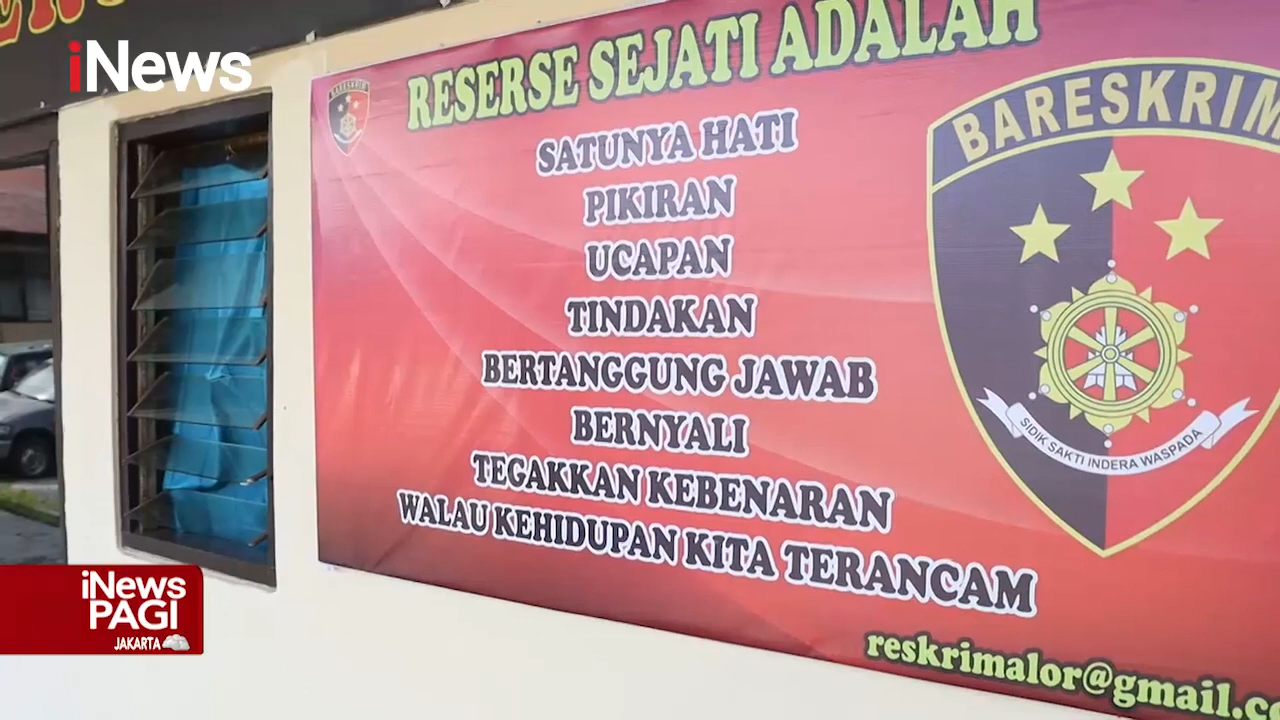 iNews
RESERSE SEJATI ADALAH
SATUNYA HATI
PIKIRAN
UCAPAN
TINDAKAN
BERTANGGUNG JAWAB
BERNYALI
TEGAKKAN KEBENARAN
WALAU KEHIDUPAN KITA TERANCAM
reskrimalor@gmail.co
BARESKRIM
SIDIK SAKTI INDERA WASPADA
iNews
PAGI
JAKARTA